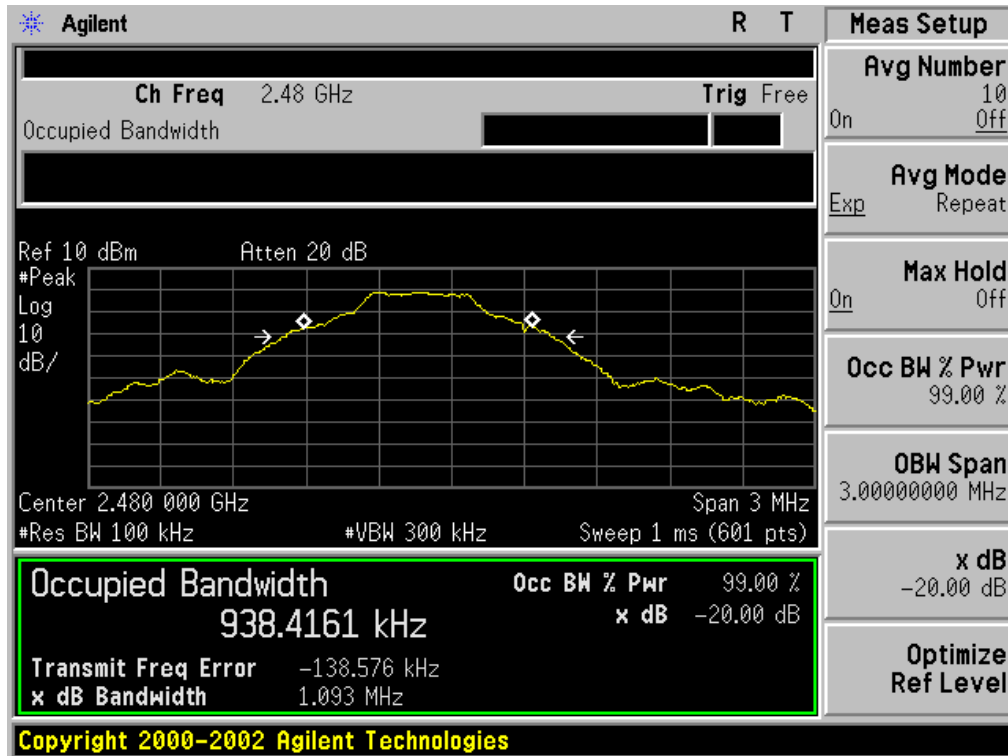 Agilent R T
Ch Freq 2.48 GHz Trig Free
Occupied Bandwidth
Ref 10 dBm Atten 20 dB
#Peak
Log
10
dB/
Center 2.480 000 GHz Span 3 MHz
#Res BW 100 kHz #VBW 300 kHz Sweep 1 ms (601 pts)
Occupied Bandwidth
938.4161 kHz
Occ BW % Pwr 99.00 %
x dB -20.00 dB
Transmit Freq Error -138.576 kHz
x dB Bandwidth 1.093 MHz
Copyright 2000-2002 Agilent Technologies
Meas Setup
Avg Number
10
On Off
Avg Mode
Exp Repeat
Max Hold
On Off
Occ BW % Pwr
99.00 %
OBW Span
3.00000000 MHz
x dB
-20.00 dB
Optimize
Ref Level